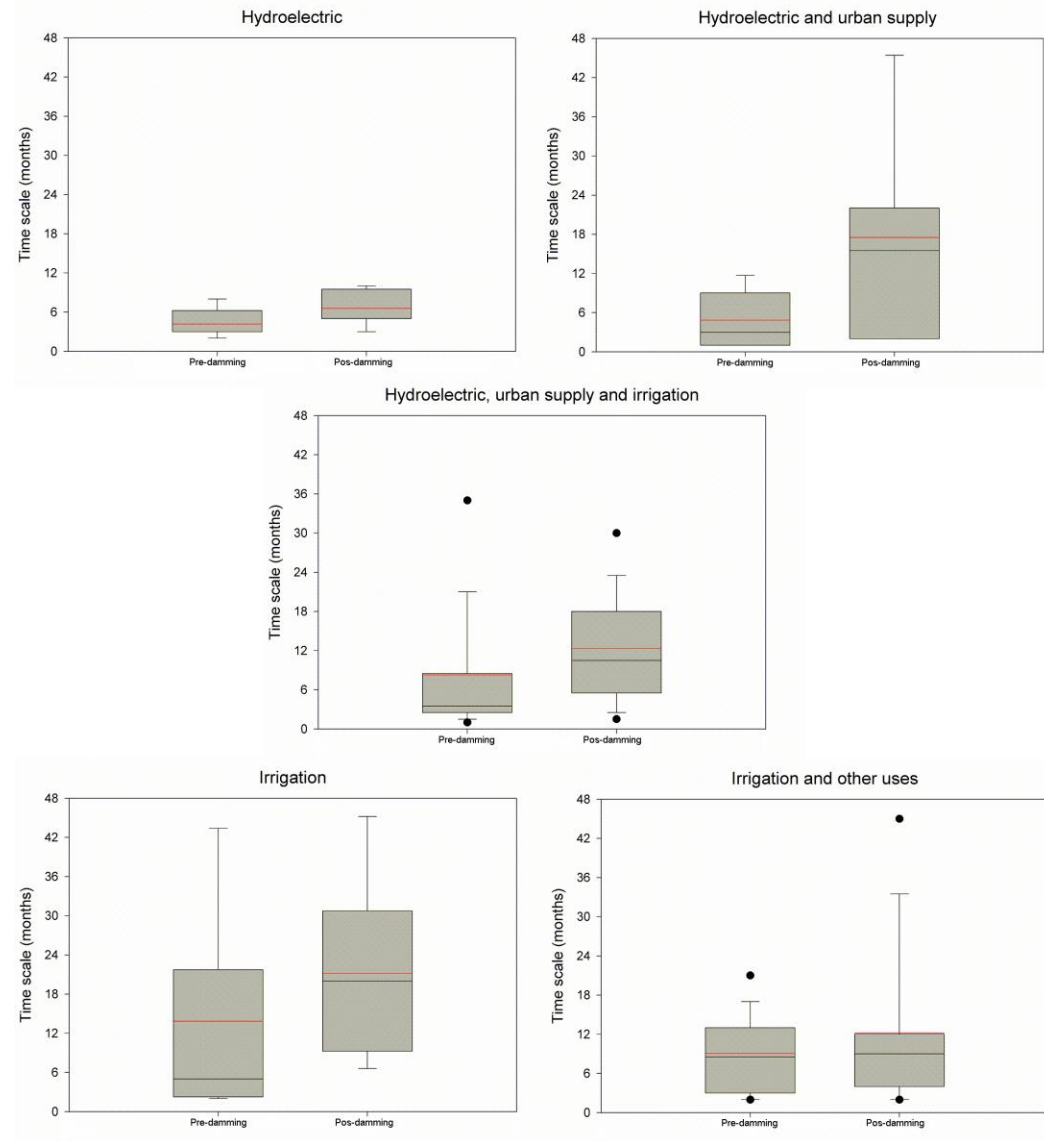 Hydroelectric
Time scale (months)
48
42
36
30
24
18
12
6
0
Pre-damming
Pos-damming
Hydroelectric and urban supply
Time scale (months)
48
42
36
30
24
18
12
6
0
Pre-damming
Pos-damming
Hydroelectric, urban supply and irrigation
Time scale (months)
48
42
36
30
24
18
12
6
0
Pre-damming
Pos-damming
Irrigation
Time scale (months)
48
42
36
30
24
18
12
6
0
Pre-damming
Pos-damming
Irrigation and other uses
Time scale (months)
48
42
36
30
24
18
12
6
0
Pre-damming
Pos-damming